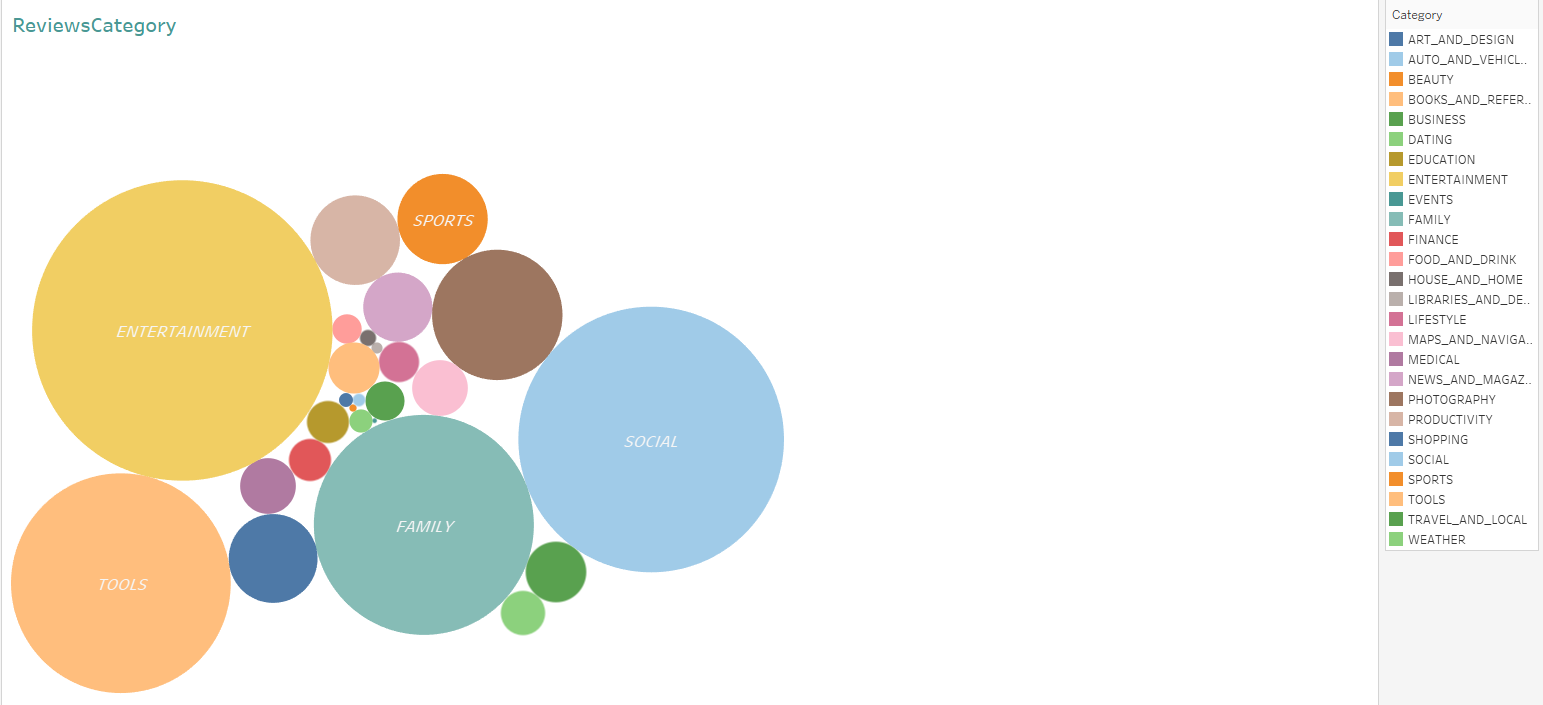 ReviewsCategory
SPORTS
ENTERTAINMENT
SOCIAL
FAMILY
TOOLS
Category
ART_AND_DESIGN
AUTO_AND_VEHICL..
BEAUTY
BOOKS_AND_REFER..
BUSINESS
DATING
EDUCATION
ENTERTAINMENT
EVENTS
FAMILY
FINANCE
FOOD_AND_DRINK
HOUSE_AND_HOME
LIBRARIES_AND_DE..
LIFESTYLE
MAPS_AND_NAVIGA..
MEDICAL
NEWS_AND_MAGAZ..
PHOTOGRAPHY
PRODUCTIVITY
SHOPPING
SOCIAL
SPORTS
TOOLS
TRAVEL_AND_LOCAL
WEATHER